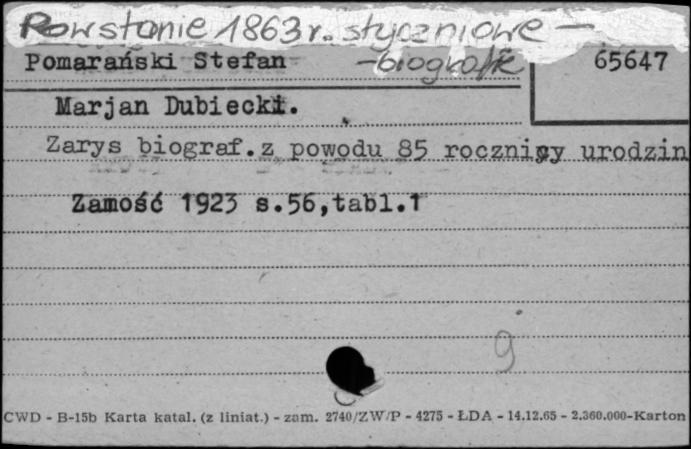 Powstanie 1863 r. styczniowe —
Pomarański Stefan - biografie 65647
Marjan Dubiecki.
Zarys biograf.z powodu 85 rocznicy urodzin
Zamość 1923 s.56,tabl.1
9
CWD - B-15b Karta katal. (z liniat.) - zam. 2740/ZW/P - 4275 - ŁDA - 14.12.65 - 2.360.000-Karton